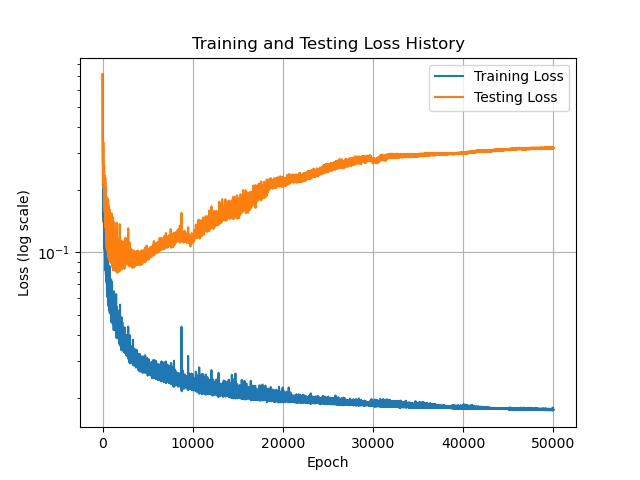 Training and Testing Loss History
Training Loss
Testing Loss
Loss (log scale)
10⁻¹
0 10000 20000 30000 40000 50000
Epoch